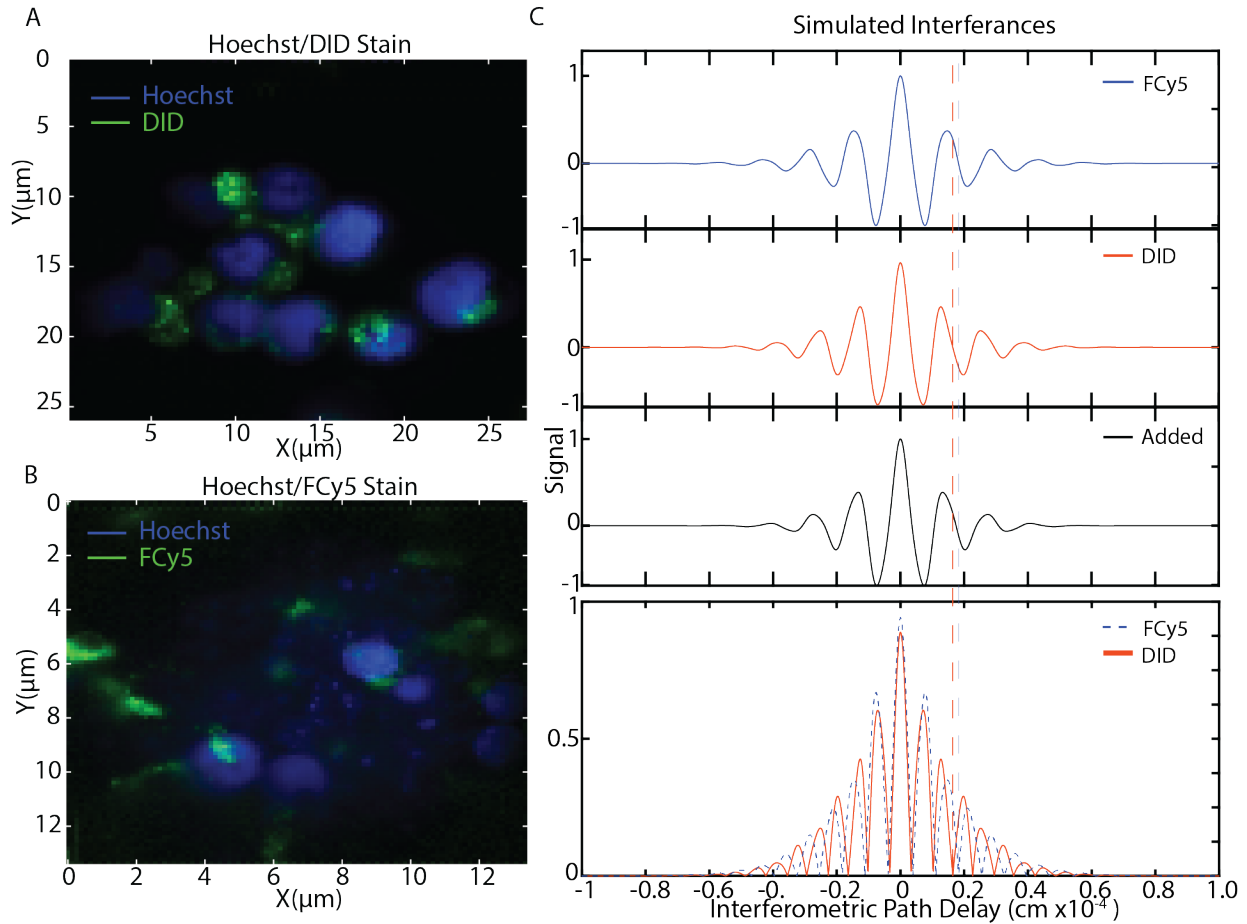 A
Hoechst/DID Stain
Hoechst
DID
0
5
10
15
20
25
Y(μm)
5 10 15 20 25
X(μm)
B
Hoechst/FCy5 Stain
Hoechst
FCy5
0
2
4
6
8
10
12
Y(μm)
0 2 4 6 8 10 12
X(μm)
C
Simulated Interferances
FCy5
1
0
-1
DID
1
0
-1
Added
1
0
-1
Signal
FCy5
DID
1
0.5
0
-1 -0.8 -0.6 -0. -0.2 0 0.2 0.4 0.6 0.8 1.0
Interferometric Path Delay (cm x10⁻⁴)